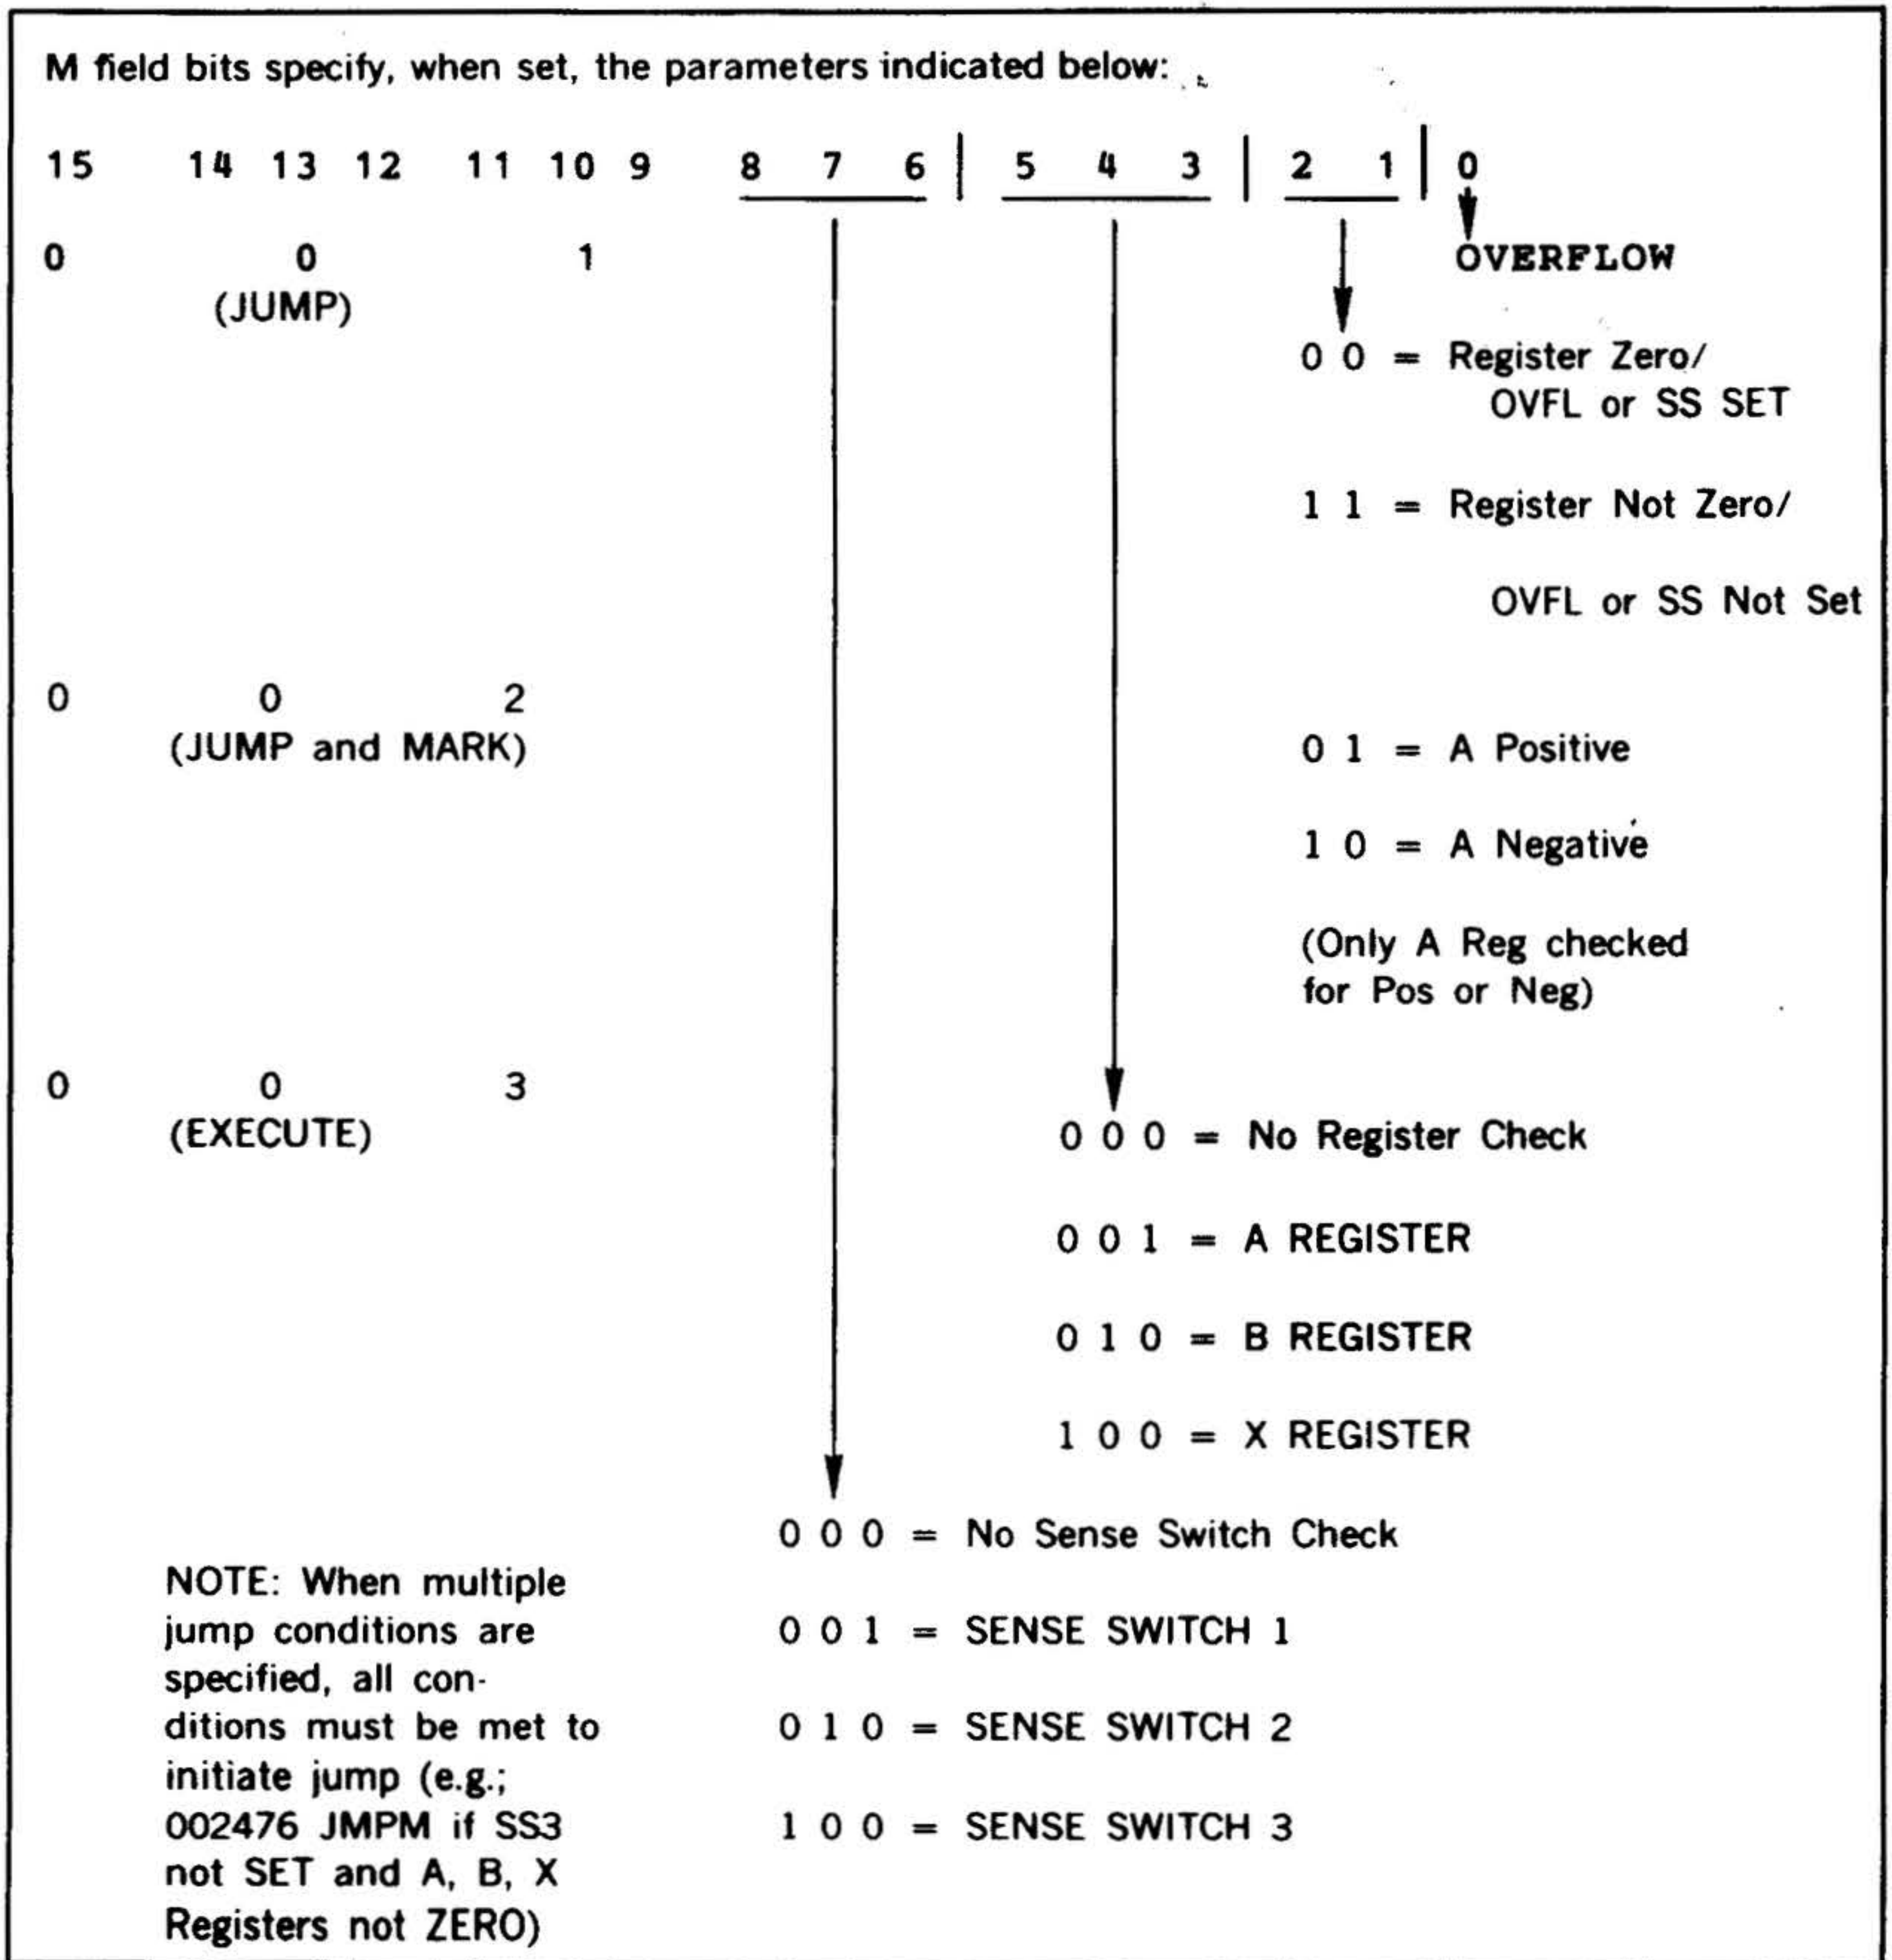 M field bits specify, when set, the parameters indicated below:
15 14 13 12 11 10 9 8 7 6 | 5 4 3 | 2 1 | 0
0 0 1 OVERFLOW
(JUMP)
0 0 = Register Zero/
OVFL or SS SET
1 1 = Register Not Zero/
OVFL or SS Not Set
0 0 2
(JUMP and MARK) 0 1 = A Positive
1 0 = A Negative
(Only A Reg checked
for Pos or Neg)
0 0 3
(EXECUTE) 0 0 0 = No Register Check
0 0 1 = A REGISTER
0 1 0 = B REGISTER
1 0 0 = X REGISTER
0 0 0 = No Sense Switch Check
0 0 1 = SENSE SWITCH 1
0 1 0 = SENSE SWITCH 2
1 0 0 = SENSE SWITCH 3
NOTE: When multiple
jump conditions are
specified, all con-
ditions must be met to
initiate jump (e.g.;
002476 JMPM if SS3
not SET and A, B, X
Registers not ZERO)